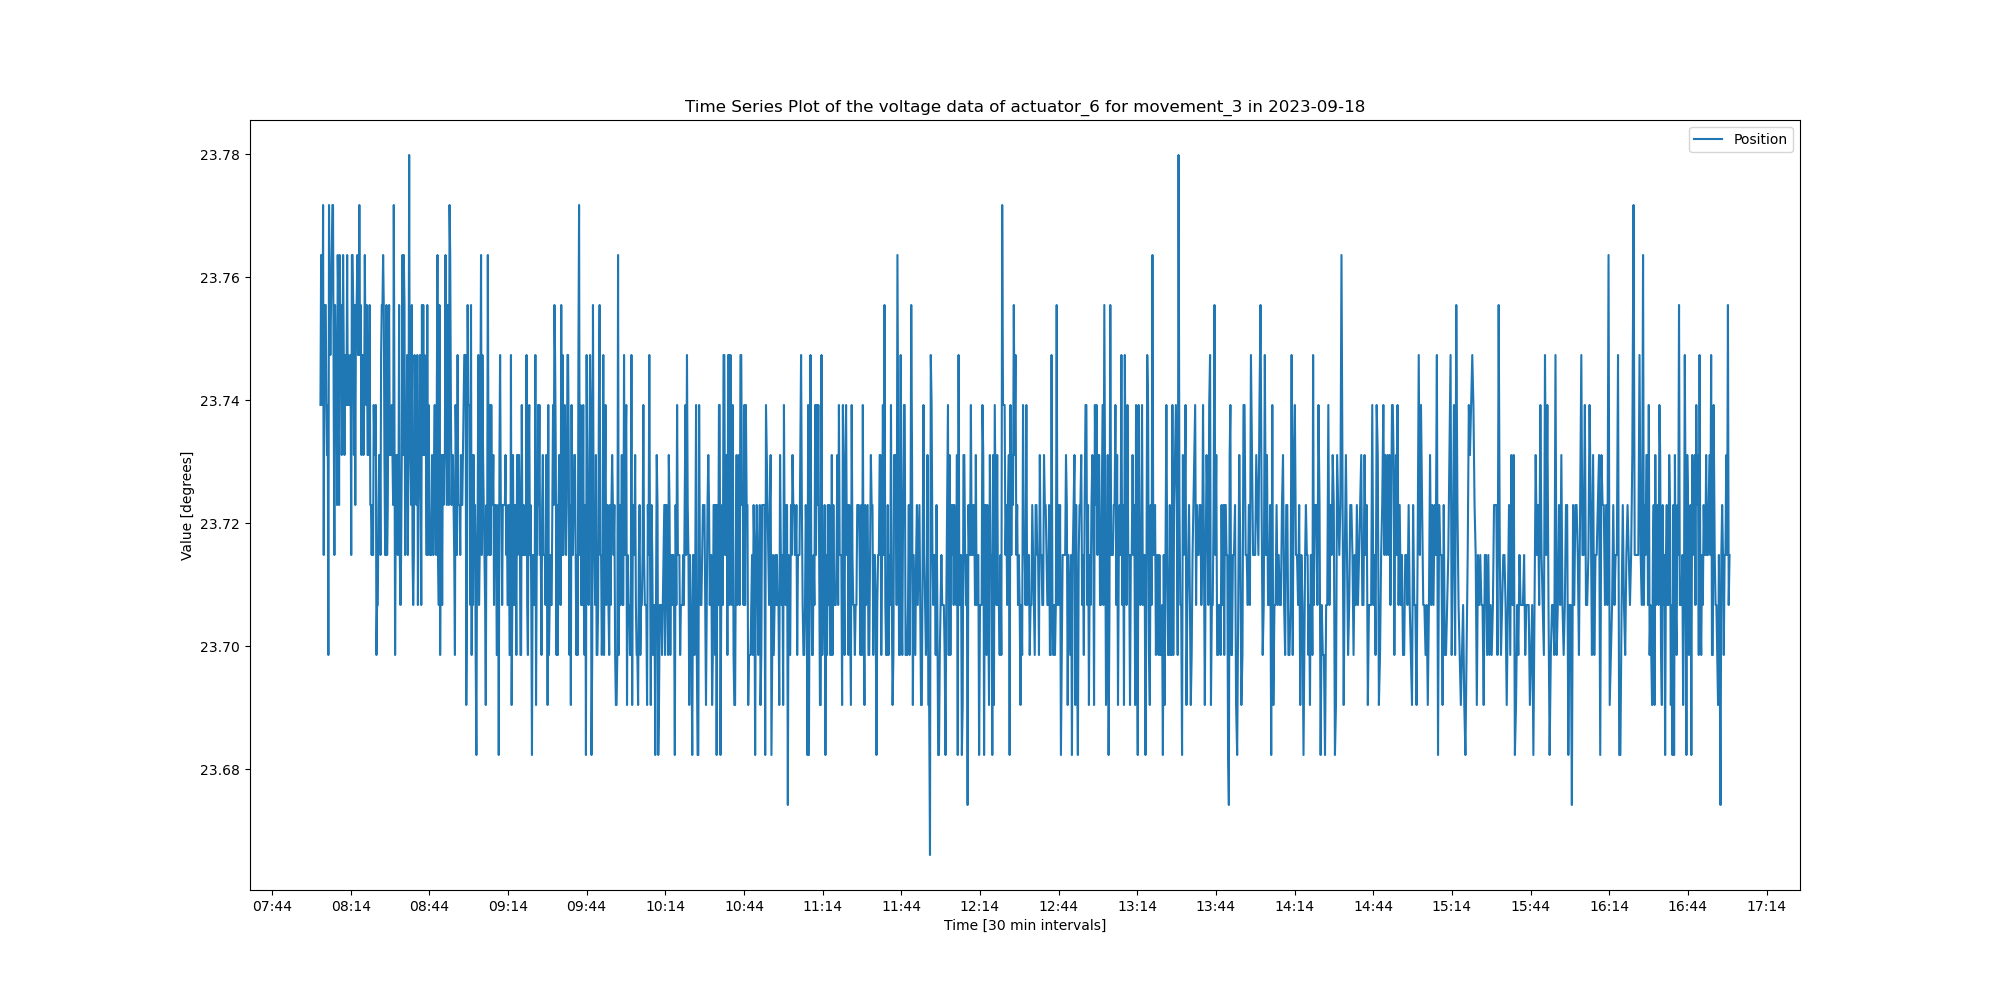 Time Series Plot of the voltage data of actuator_6 for movement_3 in 2023-09-18
Position
23.78
23.76
23.74
23.72
23.70
23.68
Value [degrees]
07:44 08:14 08:44 09:14 09:44 10:14 10:44 11:14 11:44 12:14 12:44 13:14 13:44 14:14 14:44 15:14 15:44 16:14 16:44 17:14
Time [30 min intervals]